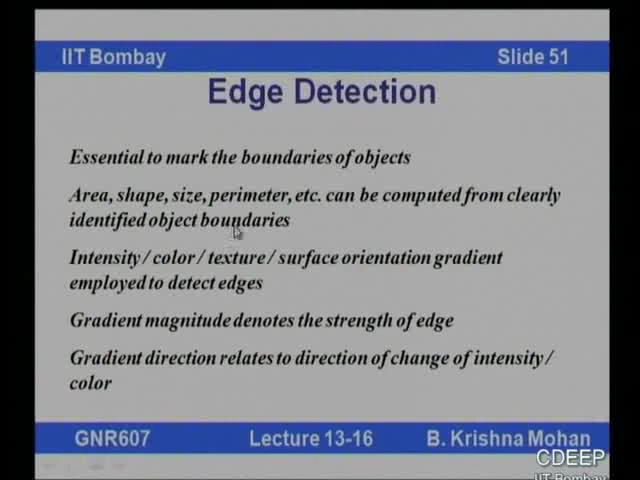 IIT Bombay
Slide 51
Edge Detection
Essential to mark the boundaries of objects
Area, shape, size, perimeter, etc. can be computed from clearly
identified object boundaries
Intensity / color / texture / surface orientation gradient
employed to detect edges
Gradient magnitude denotes the strength of edge
Gradient direction relates to direction of change of intensity /
color
GNR607
Lecture 13-16
B. Krishna Mohan
CDEEP
IIT Bombay